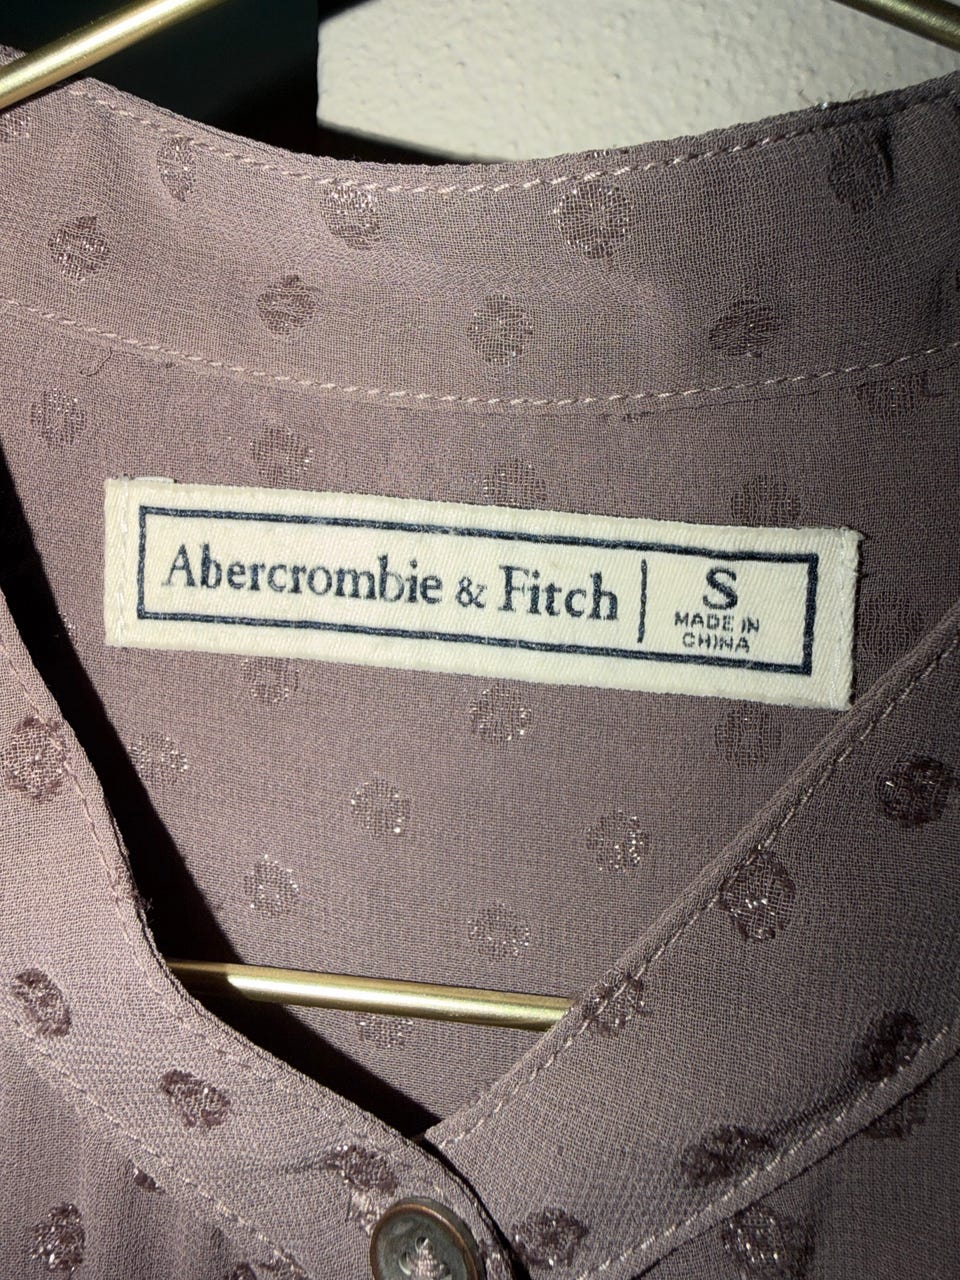 Abercrombie & Fitch | S
MADE IN
CHINA